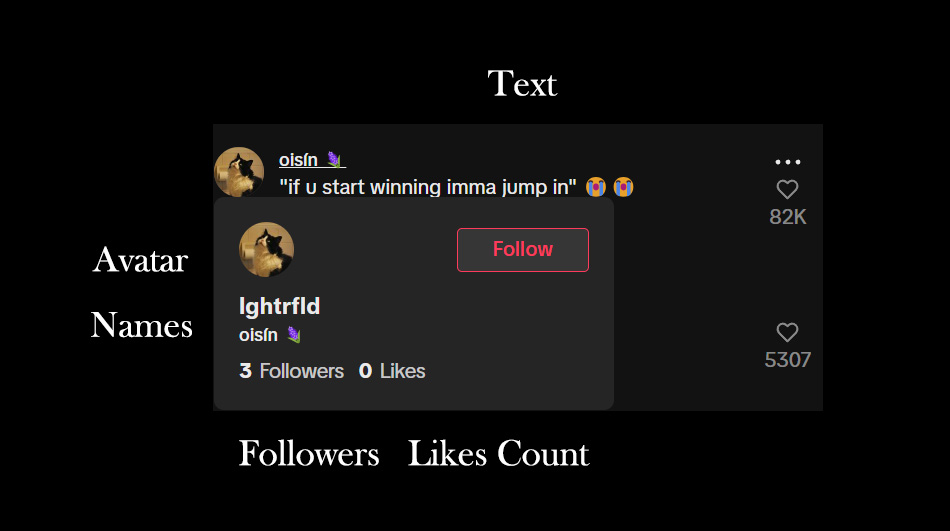 Text
oisín 🪻
"if u start winning imma jump in" 😭 😭
82K
Avatar
Follow
Names
lghtrfld
oisín 🪻
5307
3 Followers 0 Likes
Followers Likes Count